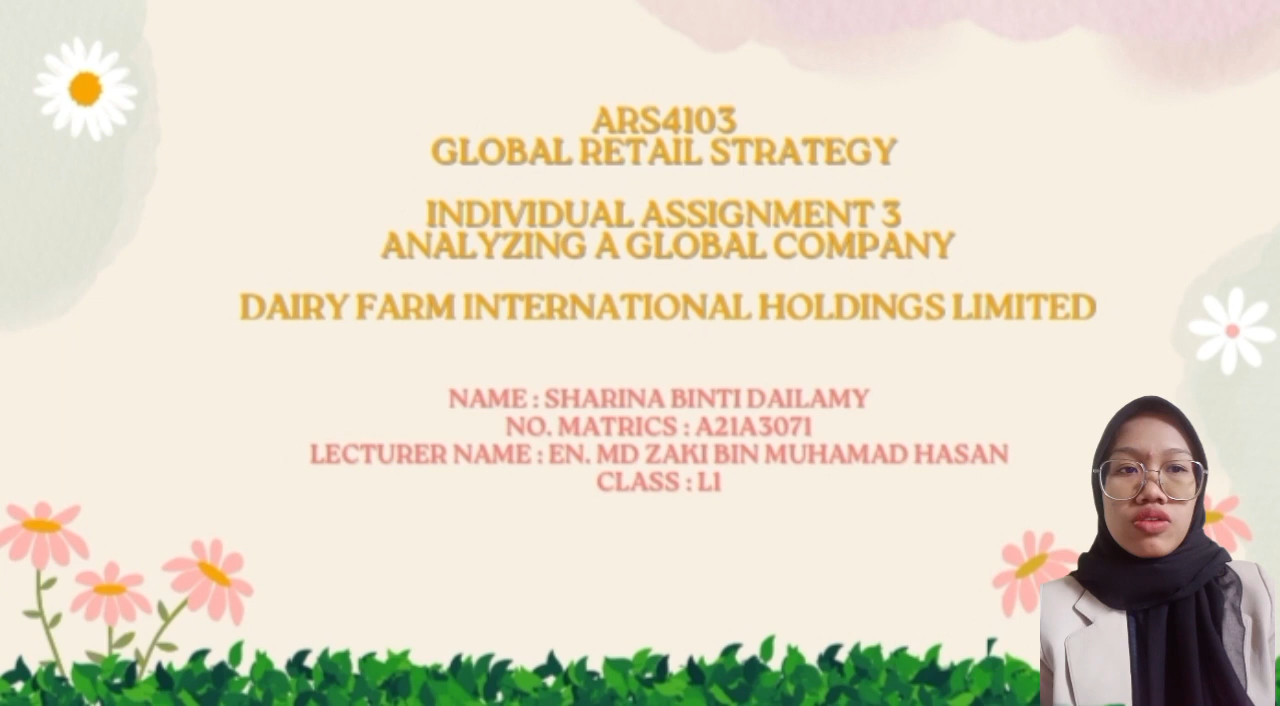 ARS4103
GLOBAL RETAIL STRATEGY
INDIVIDUAL ASSIGNMENT 3
ANALYZING A GLOBAL COMPANY
DAIRY FARM INTERNATIONAL HOLDINGS LIMITED
NAME : SHARINA BINTI DAILAMY
NO. MATRICS : A21A3071
LECTURER NAME : EN. MD ZAKI BIN MUHAMAD HASAN
CLASS : L1